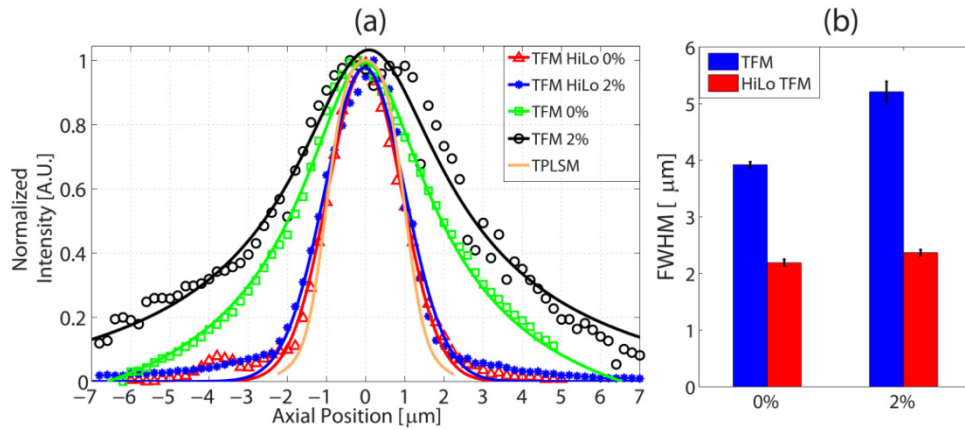 (a)
Normalized
Intensity [A.U.]
1
0.8
0.6
0.4
0.2
0
−7 −6 −5 −4 −3 −2 −1 0 1 2 3 4 5 6 7
Axial Position [μm]
TFM HiLo 0%
TFM HiLo 2%
TFM 0%
TFM 2%
TPLSM
(b)
FWHM [ μm]
6
5
4
3
2
1
0
0% 2%
TFM
HiLo TFM